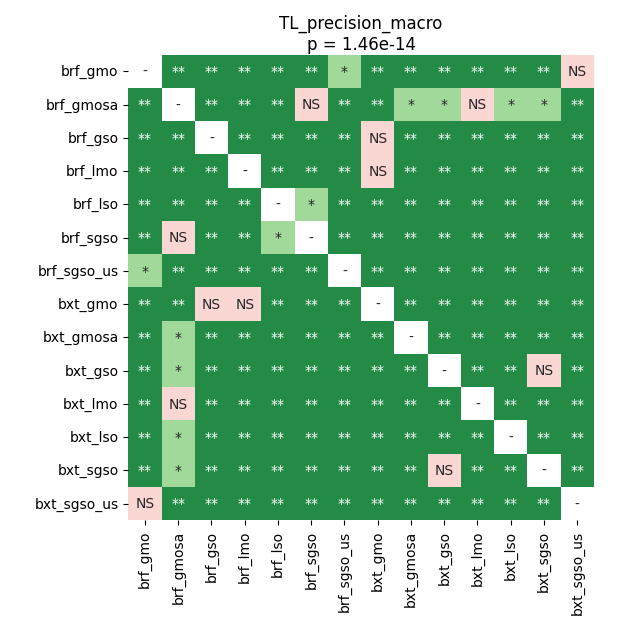 TL_precision_macro
p = 1.46e-14
brf_gmo - ** ** ** ** ** * ** ** ** ** ** ** NS
brf_gmosa ** - ** ** ** NS ** ** * * NS * * **
brf_gso ** ** - ** ** ** ** NS ** ** ** ** ** **
brf_lmo ** ** ** - ** ** ** NS ** ** ** ** ** **
brf_lso ** ** ** ** - * ** ** ** ** ** ** ** **
brf_sgso ** NS ** ** * - ** ** ** ** ** ** ** **
brf_sgso_us * ** ** ** ** ** - ** ** ** ** ** ** **
bxt_gmo ** ** NS NS ** ** ** - ** ** ** ** ** **
bxt_gmosa ** * ** ** ** ** ** ** - ** ** ** ** **
bxt_gso ** * ** ** ** ** ** ** ** - ** ** NS **
bxt_lmo ** NS ** ** ** ** ** ** ** ** - ** ** **
bxt_lso ** * ** ** ** ** ** ** ** ** ** - ** **
bxt_sgso ** * ** ** ** ** ** ** ** NS ** ** - **
bxt_sgso_us NS ** ** ** ** ** ** ** ** ** ** ** ** -
brf_gmo
brf_gmosa
brf_gso
brf_lmo
brf_lso
brf_sgso
brf_sgso_us
bxt_gmo
bxt_gmosa
bxt_gso
bxt_lmo
bxt_lso
bxt_sgso
bxt_sgso_us